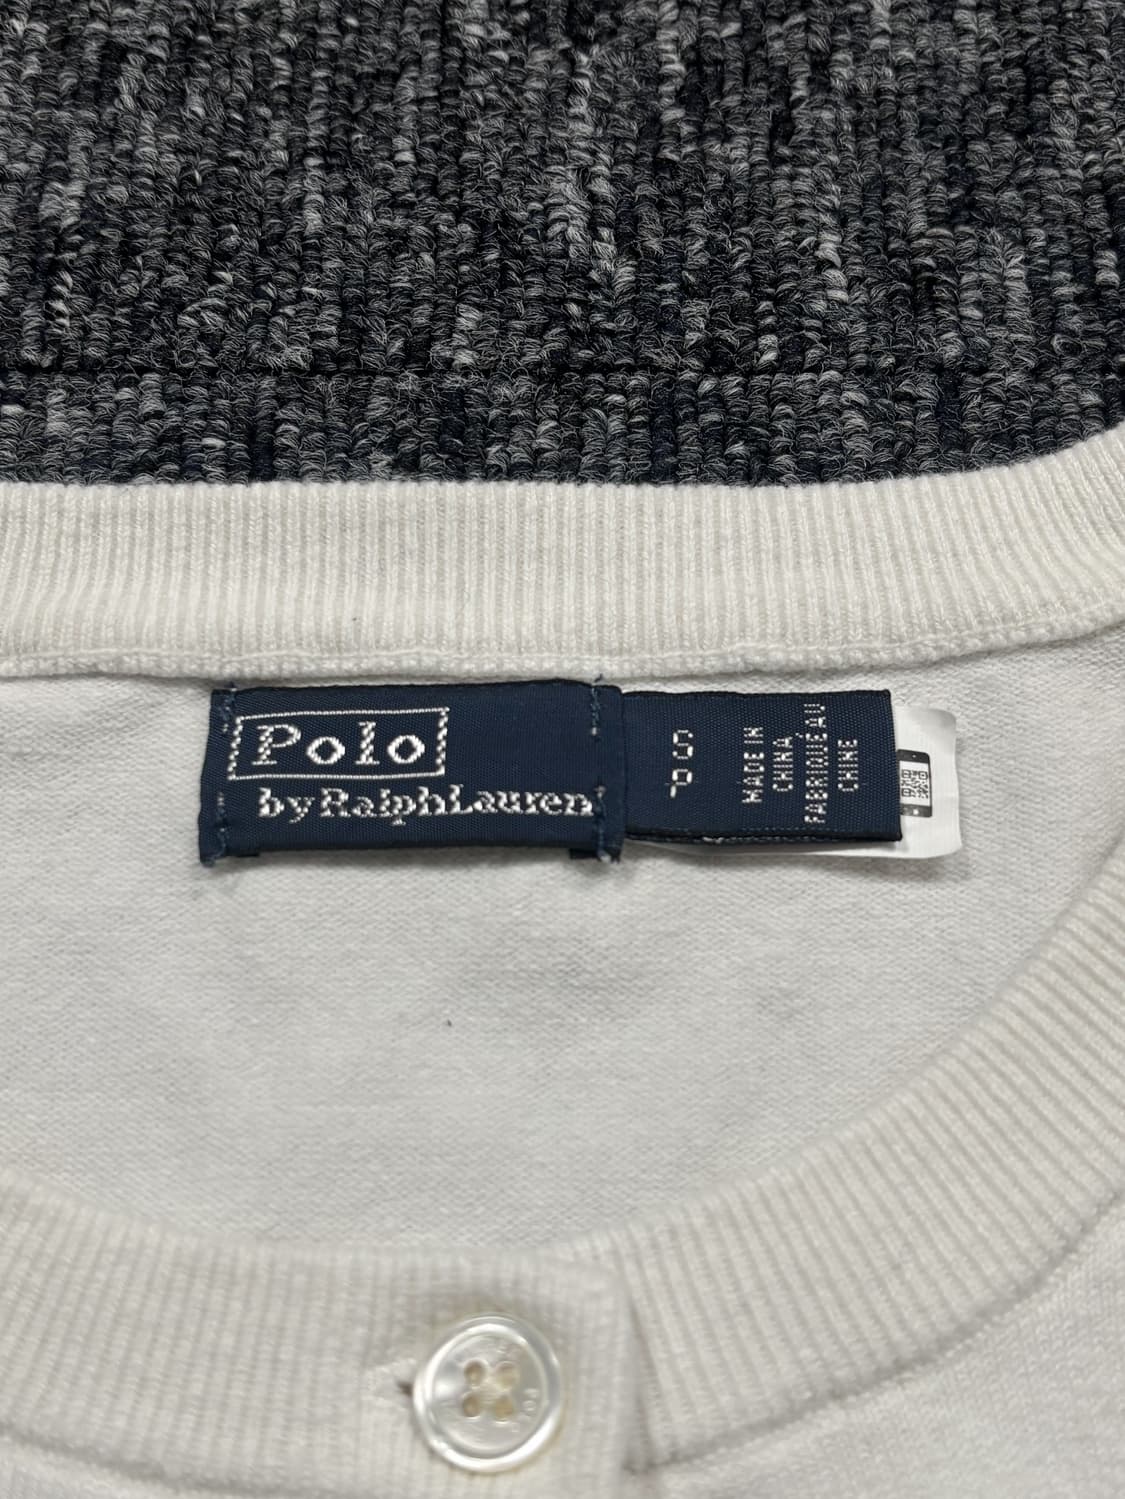 Polo
by Ralph Lauren
S
P
MADE IN
CHINA
FABRIQUÉ AU
CHINE